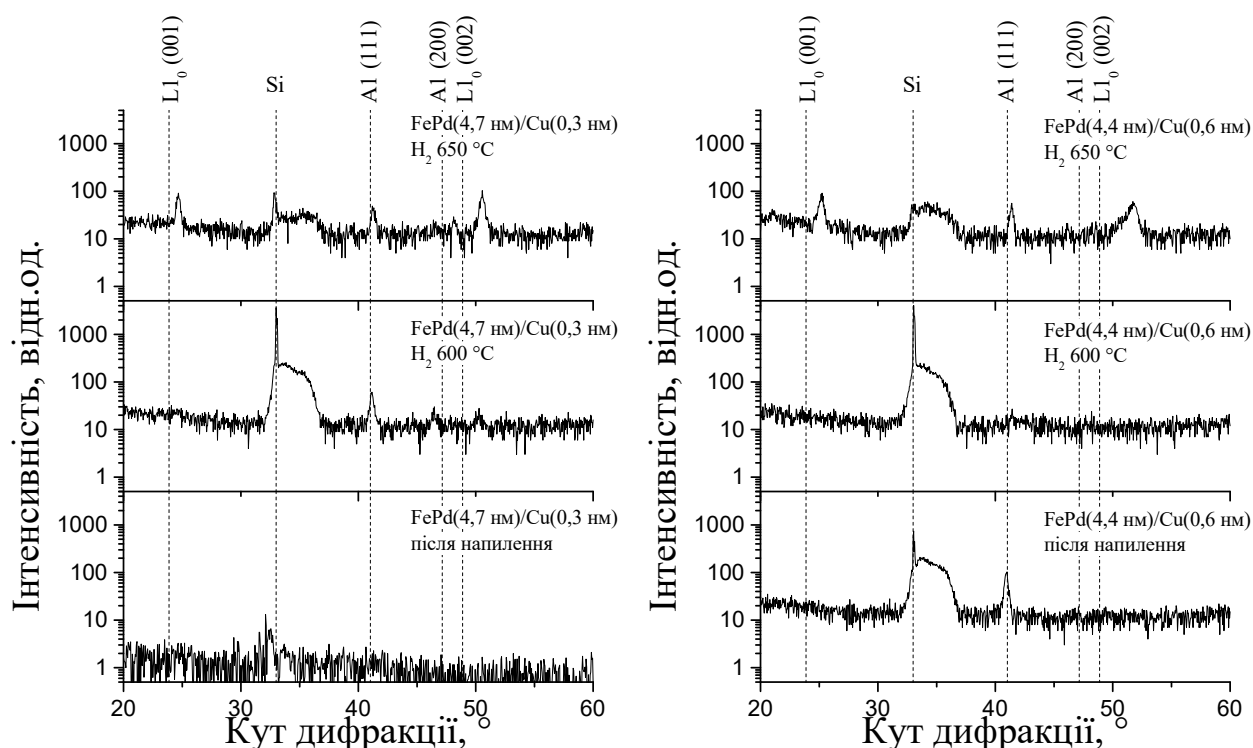 L1₀ (001)
Si
A1 (111)
A1 (200)
L1₀ (002)
FePd(4,7 нм)/Cu(0,3 нм)
H₂ 650 °C
1000
100
10
1
FePd(4,7 нм)/Cu(0,3 нм)
H₂ 600 °C
1000
100
10
1
FePd(4,7 нм)/Cu(0,3 нм)
після напилення
1000
100
10
1
20 30 40 50 60
Інтенсивність, відн.од.
Кут дифракції, °
L1₀ (001)
Si
A1 (111)
A1 (200)
L1₀ (002)
FePd(4,4 нм)/Cu(0,6 нм)
H₂ 650 °C
1000
100
10
1
FePd(4,4 нм)/Cu(0,6 нм)
H₂ 600 °C
1000
100
10
1
FePd(4,4 нм)/Cu(0,6 нм)
після напилення
1000
100
10
1
20 30 40 50 60
Інтенсивність, відн.од.
Кут дифракції, °